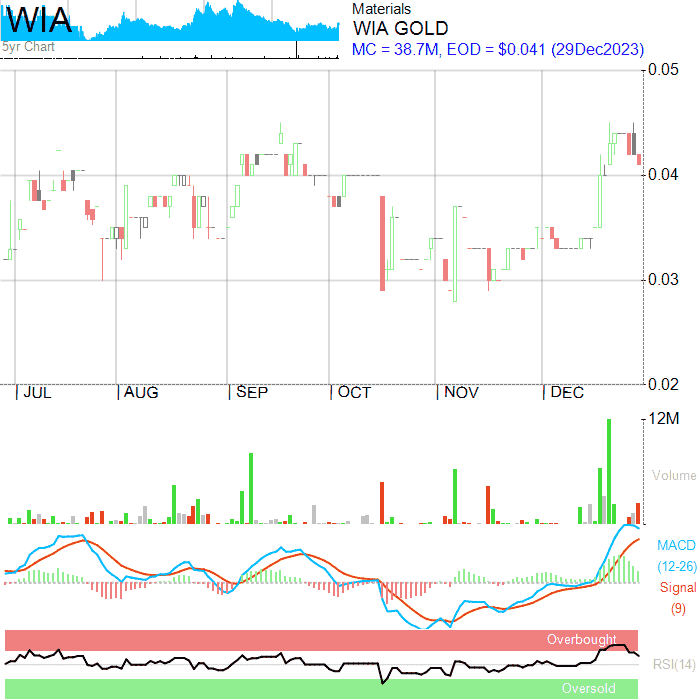 WIA
5yr Chart
Materials
WIA GOLD
MC = 38.7M, EOD = $0.041 (29Dec2023)
0.05
0.04
0.03
0.02
JUL AUG SEP OCT NOV DEC
12M
Volume
MACD
(12-26)
Signal
(9)
Overbought
RSI(14)
Oversold